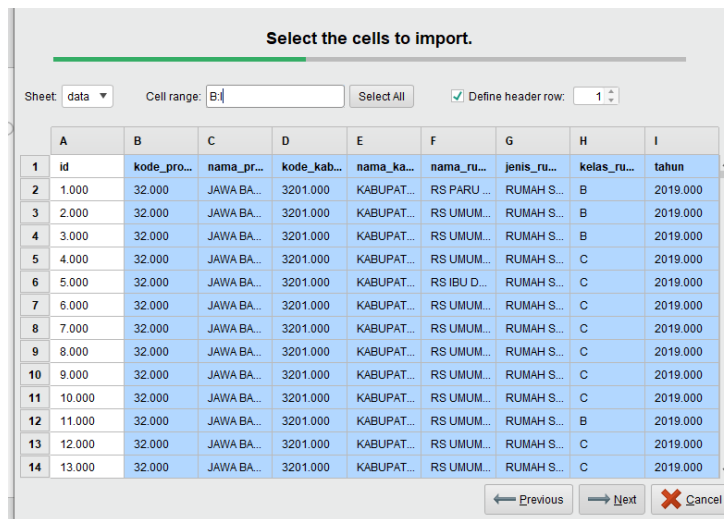 Select the cells to import.
Sheet: data Cell range: B:I Select All Define header row: 1
A B C D E F G H I
1 id kode_pro... nama_pr... kode_kab... nama_ka... nama_ru... jenis_ru... kelas_ru... tahun
2 1.000 32.000 JAWA BA... 3201.000 KABUPAT... RS PARU ... RUMAH S... B 2019.000
3 2.000 32.000 JAWA BA... 3201.000 KABUPAT... RS UMUM... RUMAH S... B 2019.000
4 3.000 32.000 JAWA BA... 3201.000 KABUPAT... RS UMUM... RUMAH S... B 2019.000
5 4.000 32.000 JAWA BA... 3201.000 KABUPAT... RS UMUM... RUMAH S... C 2019.000
6 5.000 32.000 JAWA BA... 3201.000 KABUPAT... RS IBU D... RUMAH S... C 2019.000
7 6.000 32.000 JAWA BA... 3201.000 KABUPAT... RS UMUM... RUMAH S... C 2019.000
8 7.000 32.000 JAWA BA... 3201.000 KABUPAT... RS UMUM... RUMAH S... C 2019.000
9 8.000 32.000 JAWA BA... 3201.000 KABUPAT... RS UMUM... RUMAH S... C 2019.000
10 9.000 32.000 JAWA BA... 3201.000 KABUPAT... RS UMUM... RUMAH S... C 2019.000
11 10.000 32.000 JAWA BA... 3201.000 KABUPAT... RS UMUM... RUMAH S... C 2019.000
12 11.000 32.000 JAWA BA... 3201.000 KABUPAT... RS UMUM... RUMAH S... B 2019.000
13 12.000 32.000 JAWA BA... 3201.000 KABUPAT... RS UMUM... RUMAH S... C 2019.000
14 13.000 32.000 JAWA BA... 3201.000 KABUPAT... RS UMUM... RUMAH S... C 2019.000
Previous Next Cancel